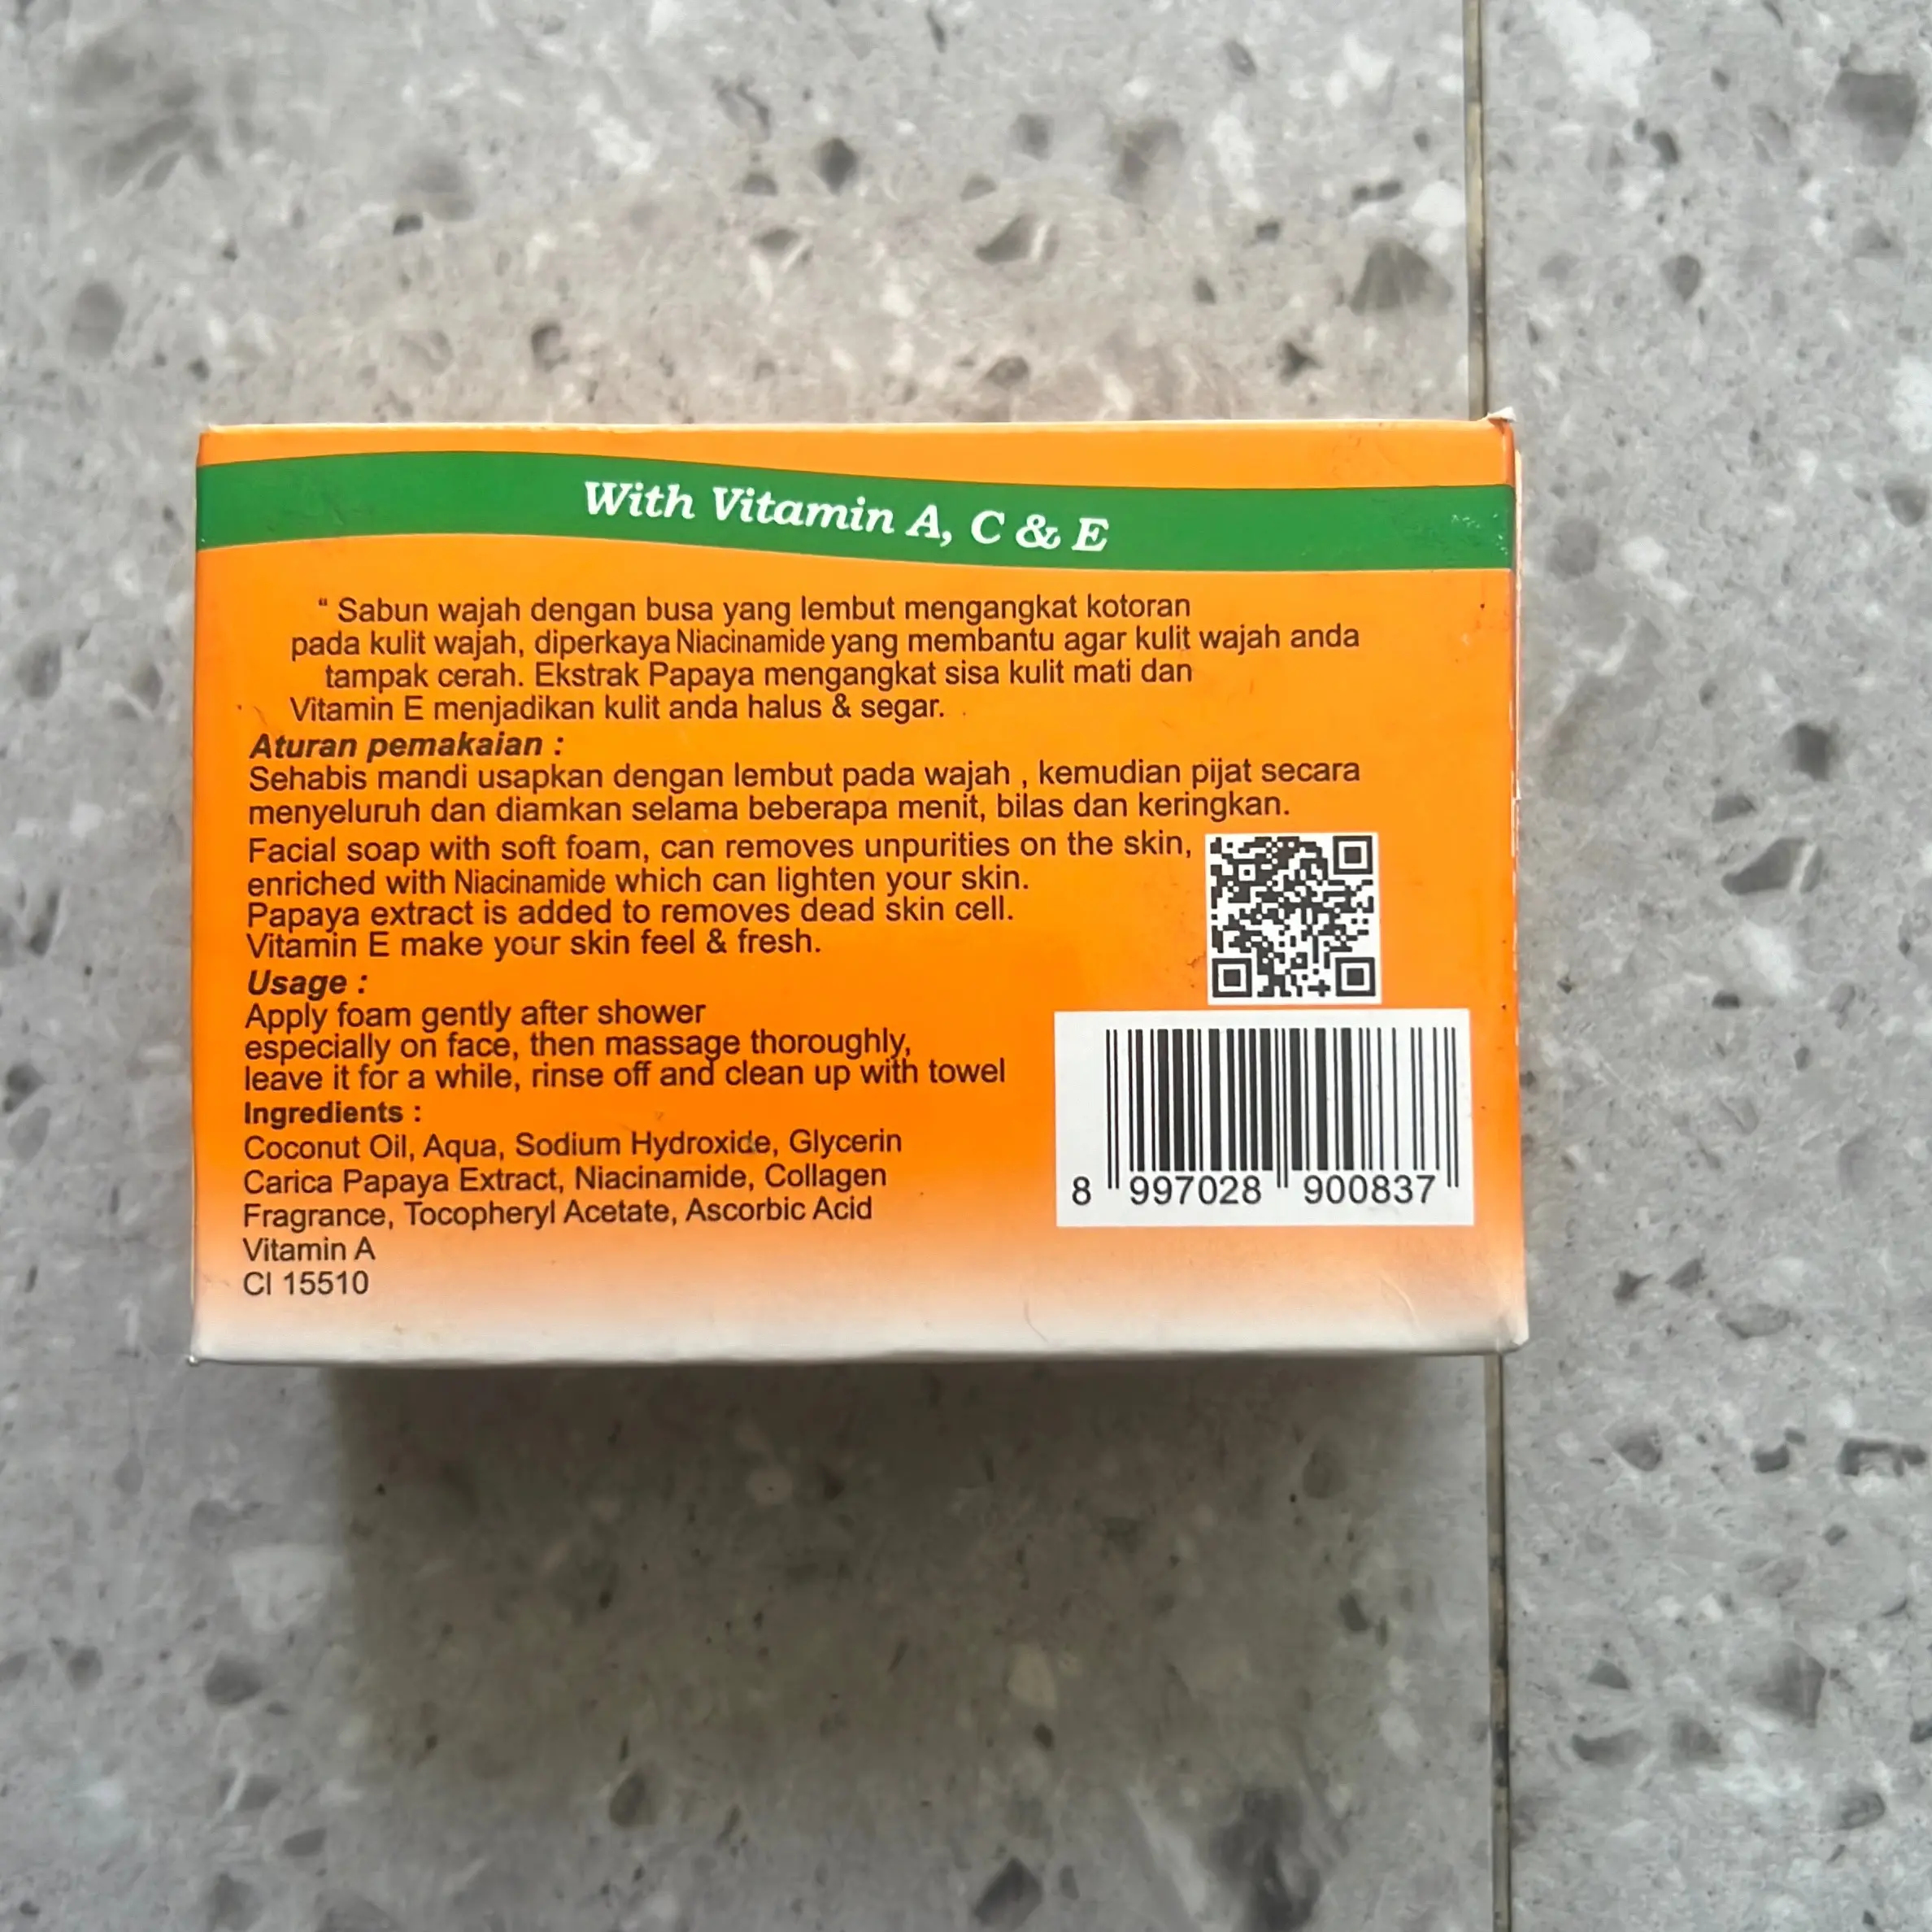 With Vitamin A, C & E
“ Sabun wajah dengan busa yang lembut mengangkat kotoran
pada kulit wajah, diperkaya Niacinamide yang membantu agar kulit wajah anda
tampak cerah. Ekstrak Papaya mengangkat sisa kulit mati dan
Vitamin E menjadikan kulit anda halus & segar.
Aturan pemakaian :
Sehabis mandi usapkan dengan lembut pada wajah , kemudian pijat secara
menyeluruh dan diamkan selama beberapa menit, bilas dan keringkan.
Facial soap with soft foam, can removes unpurities on the skin,
enriched with Niacinamide which can lighten your skin.
Papaya extract is added to removes dead skin cell.
Vitamin E make your skin feel & fresh.
Usage :
Apply foam gently after shower
especially on face, then massage thoroughly,
leave it for a while, rinse off and clean up with towel
Ingredients :
Coconut Oil, Aqua, Sodium Hydroxide, Glycerin
Carica Papaya Extract, Niacinamide, Collagen
Fragrance, Tocopheryl Acetate, Ascorbic Acid
Vitamin A
CI 15510
8 997028 900837